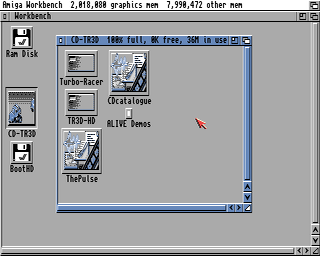 Amiga Workbench 2,018,080 graphics mem 7,990,472 other mem
Workbench
Ram Disk
CD-TR3D
BootHD
CD-TR3D 100% full, 0K free, 36M in use
Turbo-Racer
CDcatalogue
TR3D-HD
ALIVE Demos
ThePulse